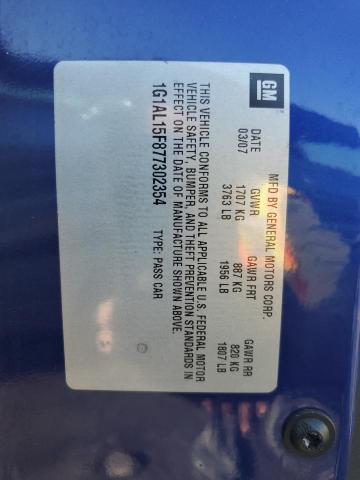 GM
MFD BY GENERAL MOTORS CORP.
DATE GVWR GAWR FRT GAWR RR
03/07 1707 KG 887 KG 820 KG
3763 LB 1956 LB 1807 LB
THIS VEHICLE CONFORMS TO ALL APPLICABLE U.S. FEDERAL MOTOR
VEHICLE SAFETY, BUMPER, AND THEFT PREVENTION STANDARDS IN
EFFECT ON THE DATE OF MANUFACTURE SHOWN ABOVE.
1G1AL15F877302354 TYPE: PASS CAR